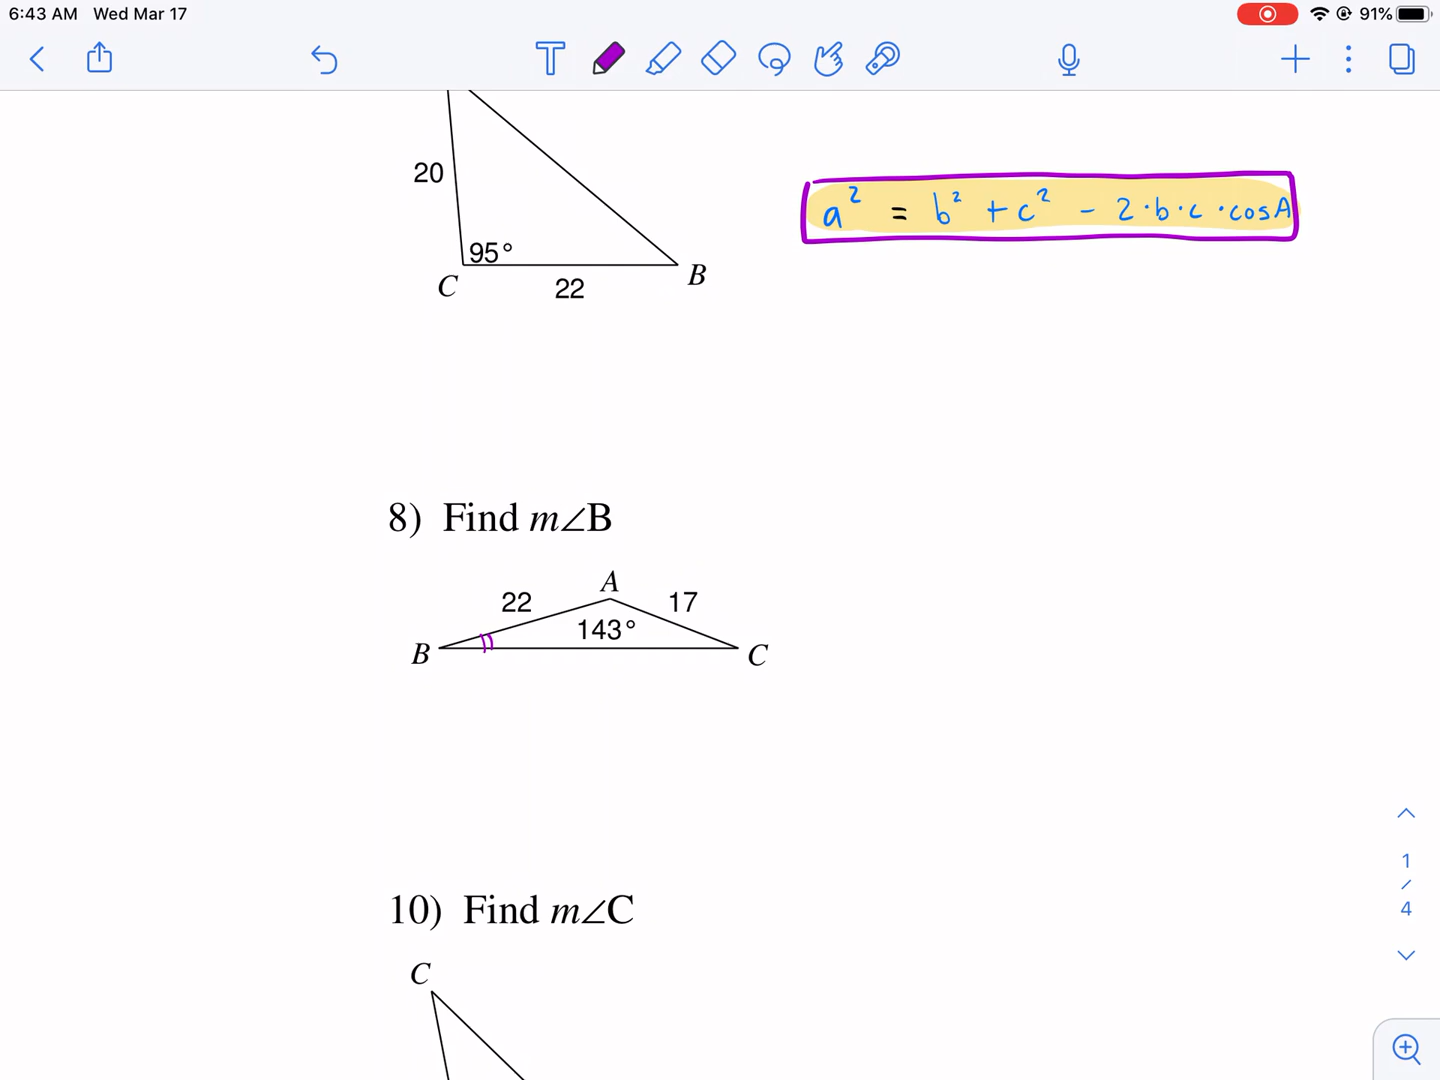 6:43 AM Wed Mar 17
91%
20
a² = b² + c² - 2·b·c·cosA
95°
C
22
B
8) Find m∠B
A
22
17
143°
B
C
1
/
4
10) Find m∠C
C